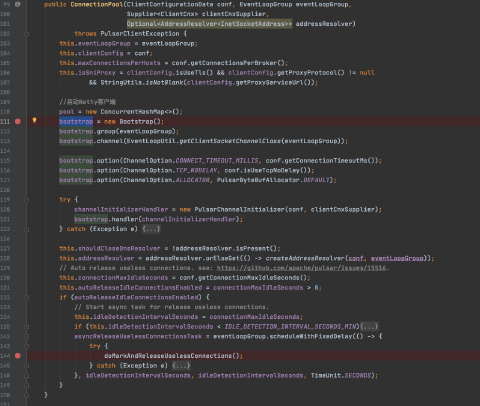 99 public ConnectionPool(ClientConfigurationData conf, EventLoopGroup eventLoopGroup,
100 Supplier<ClientCnx> clientCnxSupplier,
101 Optional<AddressResolver<InetSocketAddress>> addressResolver)
102 throws PulsarClientException {
103 this.eventLoopGroup = eventLoopGroup;
104 this.clientConfig = conf;
105 this.maxConnectionsPerHosts = conf.getConnectionsPerBroker();
106 this.isSniProxy = clientConfig.isUseTls() && clientConfig.getProxyProtocol() != null
107 && StringUtils.isNotBlank(clientConfig.getProxyServiceUrl());
108
109 //启动Netty客户端
110 pool = new ConcurrentHashMap<>();
111 bootstrap = new Bootstrap();
112 bootstrap.group(eventLoopGroup);
113 bootstrap.channel(EventLoopUtil.getClientSocketChannelClass(eventLoopGroup));
114
115 bootstrap.option(ChannelOption.CONNECT_TIMEOUT_MILLIS, conf.getConnectionTimeoutMs());
116 bootstrap.option(ChannelOption.TCP_NODELAY, conf.isUseTcpNoDelay());
117 bootstrap.option(ChannelOption.ALLOCATOR, PulsarByteBufAllocator.DEFAULT);
118
119 try {
120 channelInitializerHandler = new PulsarChannelInitializer(conf, clientCnxSupplier);
121 bootstrap.handler(channelInitializerHandler);
122 } catch (Exception e) {...}
126
127 this.shouldCloseDnsResolver = !addressResolver.isPresent();
128 this.addressResolver = addressResolver.orElseGet(() -> createAddressResolver(conf, eventLoopGroup));
129 // Auto release useless connections. see: https://github.com/apache/pulsar/issues/15516.
130 this.connectionMaxIdleSeconds = conf.getConnectionMaxIdleSeconds();
131 this.autoReleaseIdleConnectionsEnabled = connectionMaxIdleSeconds > 0;
132 if (autoReleaseIdleConnectionsEnabled) {
133 // Start async task for release useless connections.
134 this.idleDetectionIntervalSeconds = connectionMaxIdleSeconds;
135 if (this.idleDetectionIntervalSeconds < IDLE_DETECTION_INTERVAL_SECONDS_MIN){...}
142 asyncReleaseUselessConnectionsTask = eventLoopGroup.scheduleWithFixedDelay(() -> {
143 try {
144 doMarkAndReleaseUselessConnections();
145 } catch (Exception e) {...}
148 }, idleDetectionIntervalSeconds, idleDetectionIntervalSeconds, TimeUnit.SECONDS);
149 }
150 }